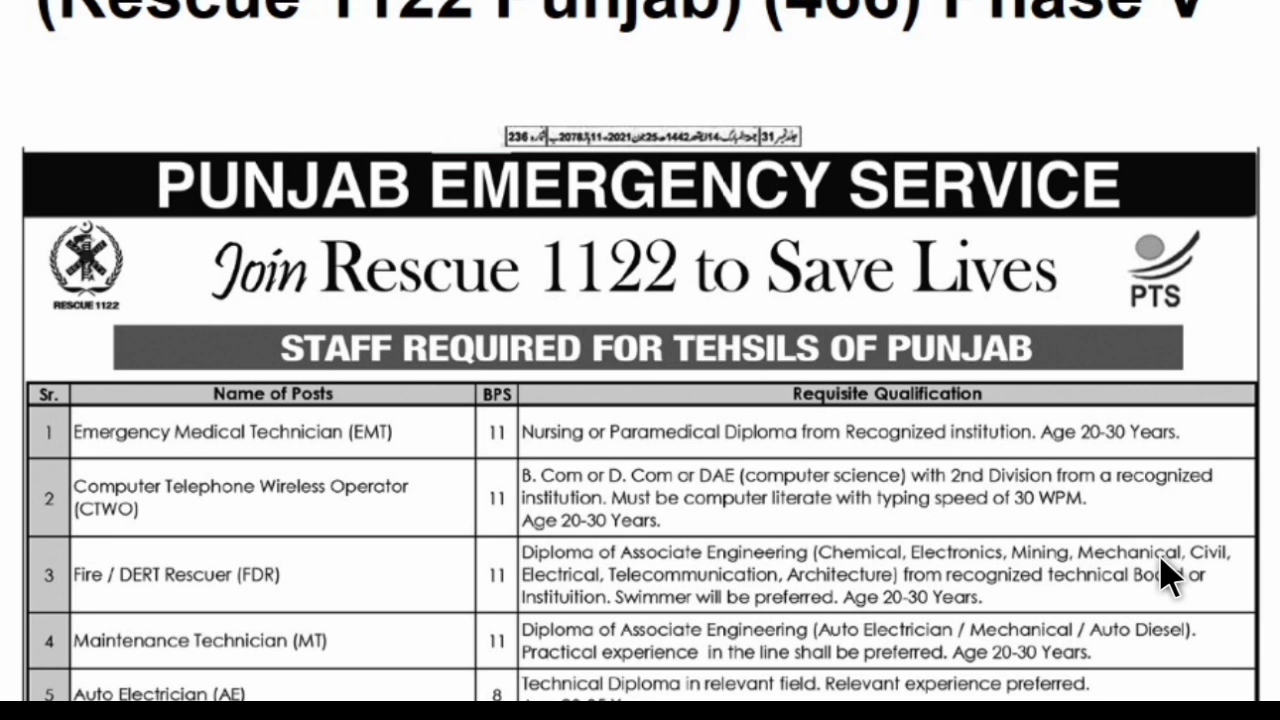 (Rescue 1122 Punjab) (466) Phase V
PUNJAB EMERGENCY SERVICE
RESCUE 1122
Join Rescue 1122 to Save Lives
PTS
STAFF REQUIRED FOR TEHSILS OF PUNJAB
Sr. Name of Posts BPS Requisite Qualification
1 Emergency Medical Technician (EMT) 11 Nursing or Paramedical Diploma from Recognized institution. Age 20-30 Years.
2 Computer Telephone Wireless Operator (CTWO) 11 B. Com or D. Com or DAE (computer science) with 2nd Division from a recognized
institution. Must be computer literate with typing speed of 30 WPM.
Age 20-30 Years.
3 Fire / DERT Rescuer (FDR) 11 Diploma of Associate Engineering (Chemical, Electronics, Mining, Mechanical, Civil,
Electrical, Telecommunication, Architecture) from recognized technical Board or
Instituition. Swimmer will be preferred. Age 20-30 Years.
4 Maintenance Technician (MT) 11 Diploma of Associate Engineering (Auto Electrician / Mechanical / Auto Diesel).
Practical experience in the line shall be preferred. Age 20-30 Years.
5 Auto Electrician (AE) 8 Technical Diploma in relevant field. Relevant experience preferred.